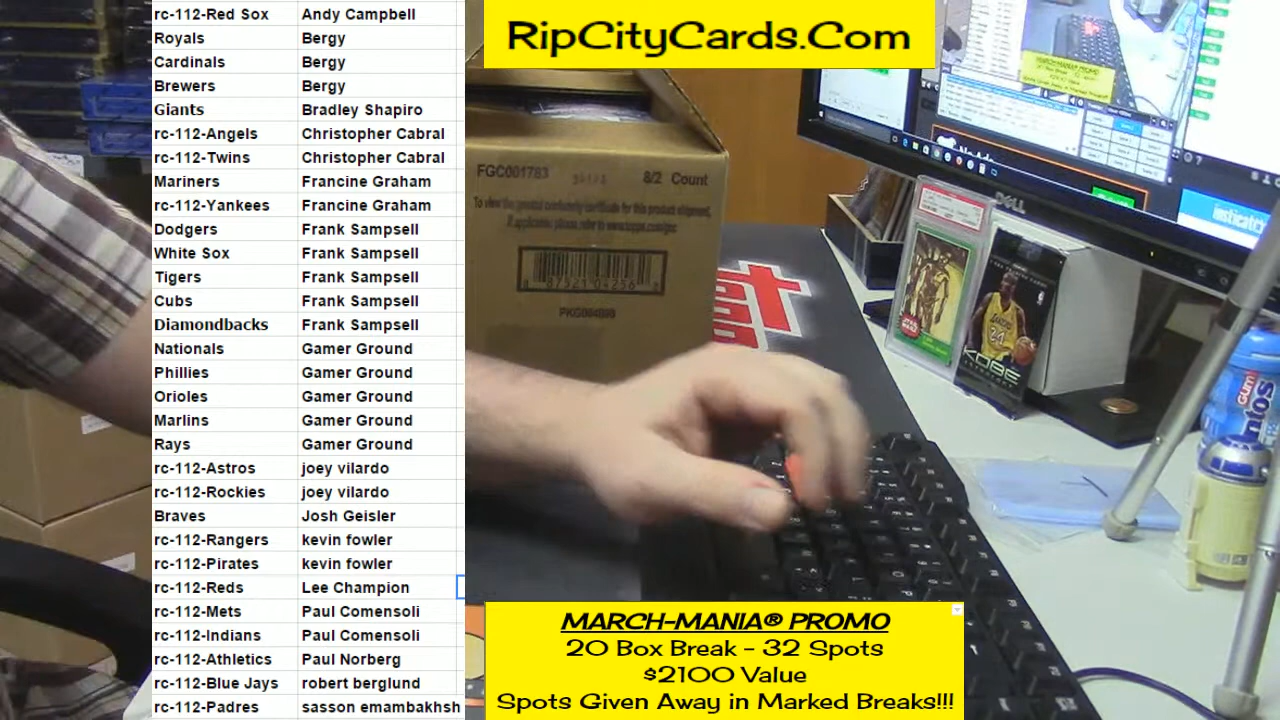 rc-112-Red Sox Andy Campbell
Royals Bergy
Cardinals Bergy
Brewers Bergy
Giants Bradley Shapiro
rc-112-Angels Christopher Cabral
rc-112-Twins Christopher Cabral
Mariners Francine Graham
rc-112-Yankees Francine Graham
Dodgers Frank Sampsell
White Sox Frank Sampsell
Tigers Frank Sampsell
Cubs Frank Sampsell
Diamondbacks Frank Sampsell
Nationals Gamer Ground
Phillies Gamer Ground
Orioles Gamer Ground
Marlins Gamer Ground
Rays Gamer Ground
rc-112-Astros joey vilardo
rc-112-Rockies joey vilardo
Braves Josh Geisler
rc-112-Rangers kevin fowler
rc-112-Pirates kevin fowler
rc-112-Reds Lee Champion
rc-112-Mets Paul Comensoli
rc-112-Indians Paul Comensoli
rc-112-Athletics Paul Norberg
rc-112-Blue Jays robert berglund
rc-112-Padres sasson emambakhsh
RipCityCards.Com
FGC001783 8/2 Count
DELL
KOBE
24
STAR WARS
MARCH-MANIA® PROMO
20 Box Break - 32 Spots
$2100 Value
Spots Given Away in Marked Breaks!!!